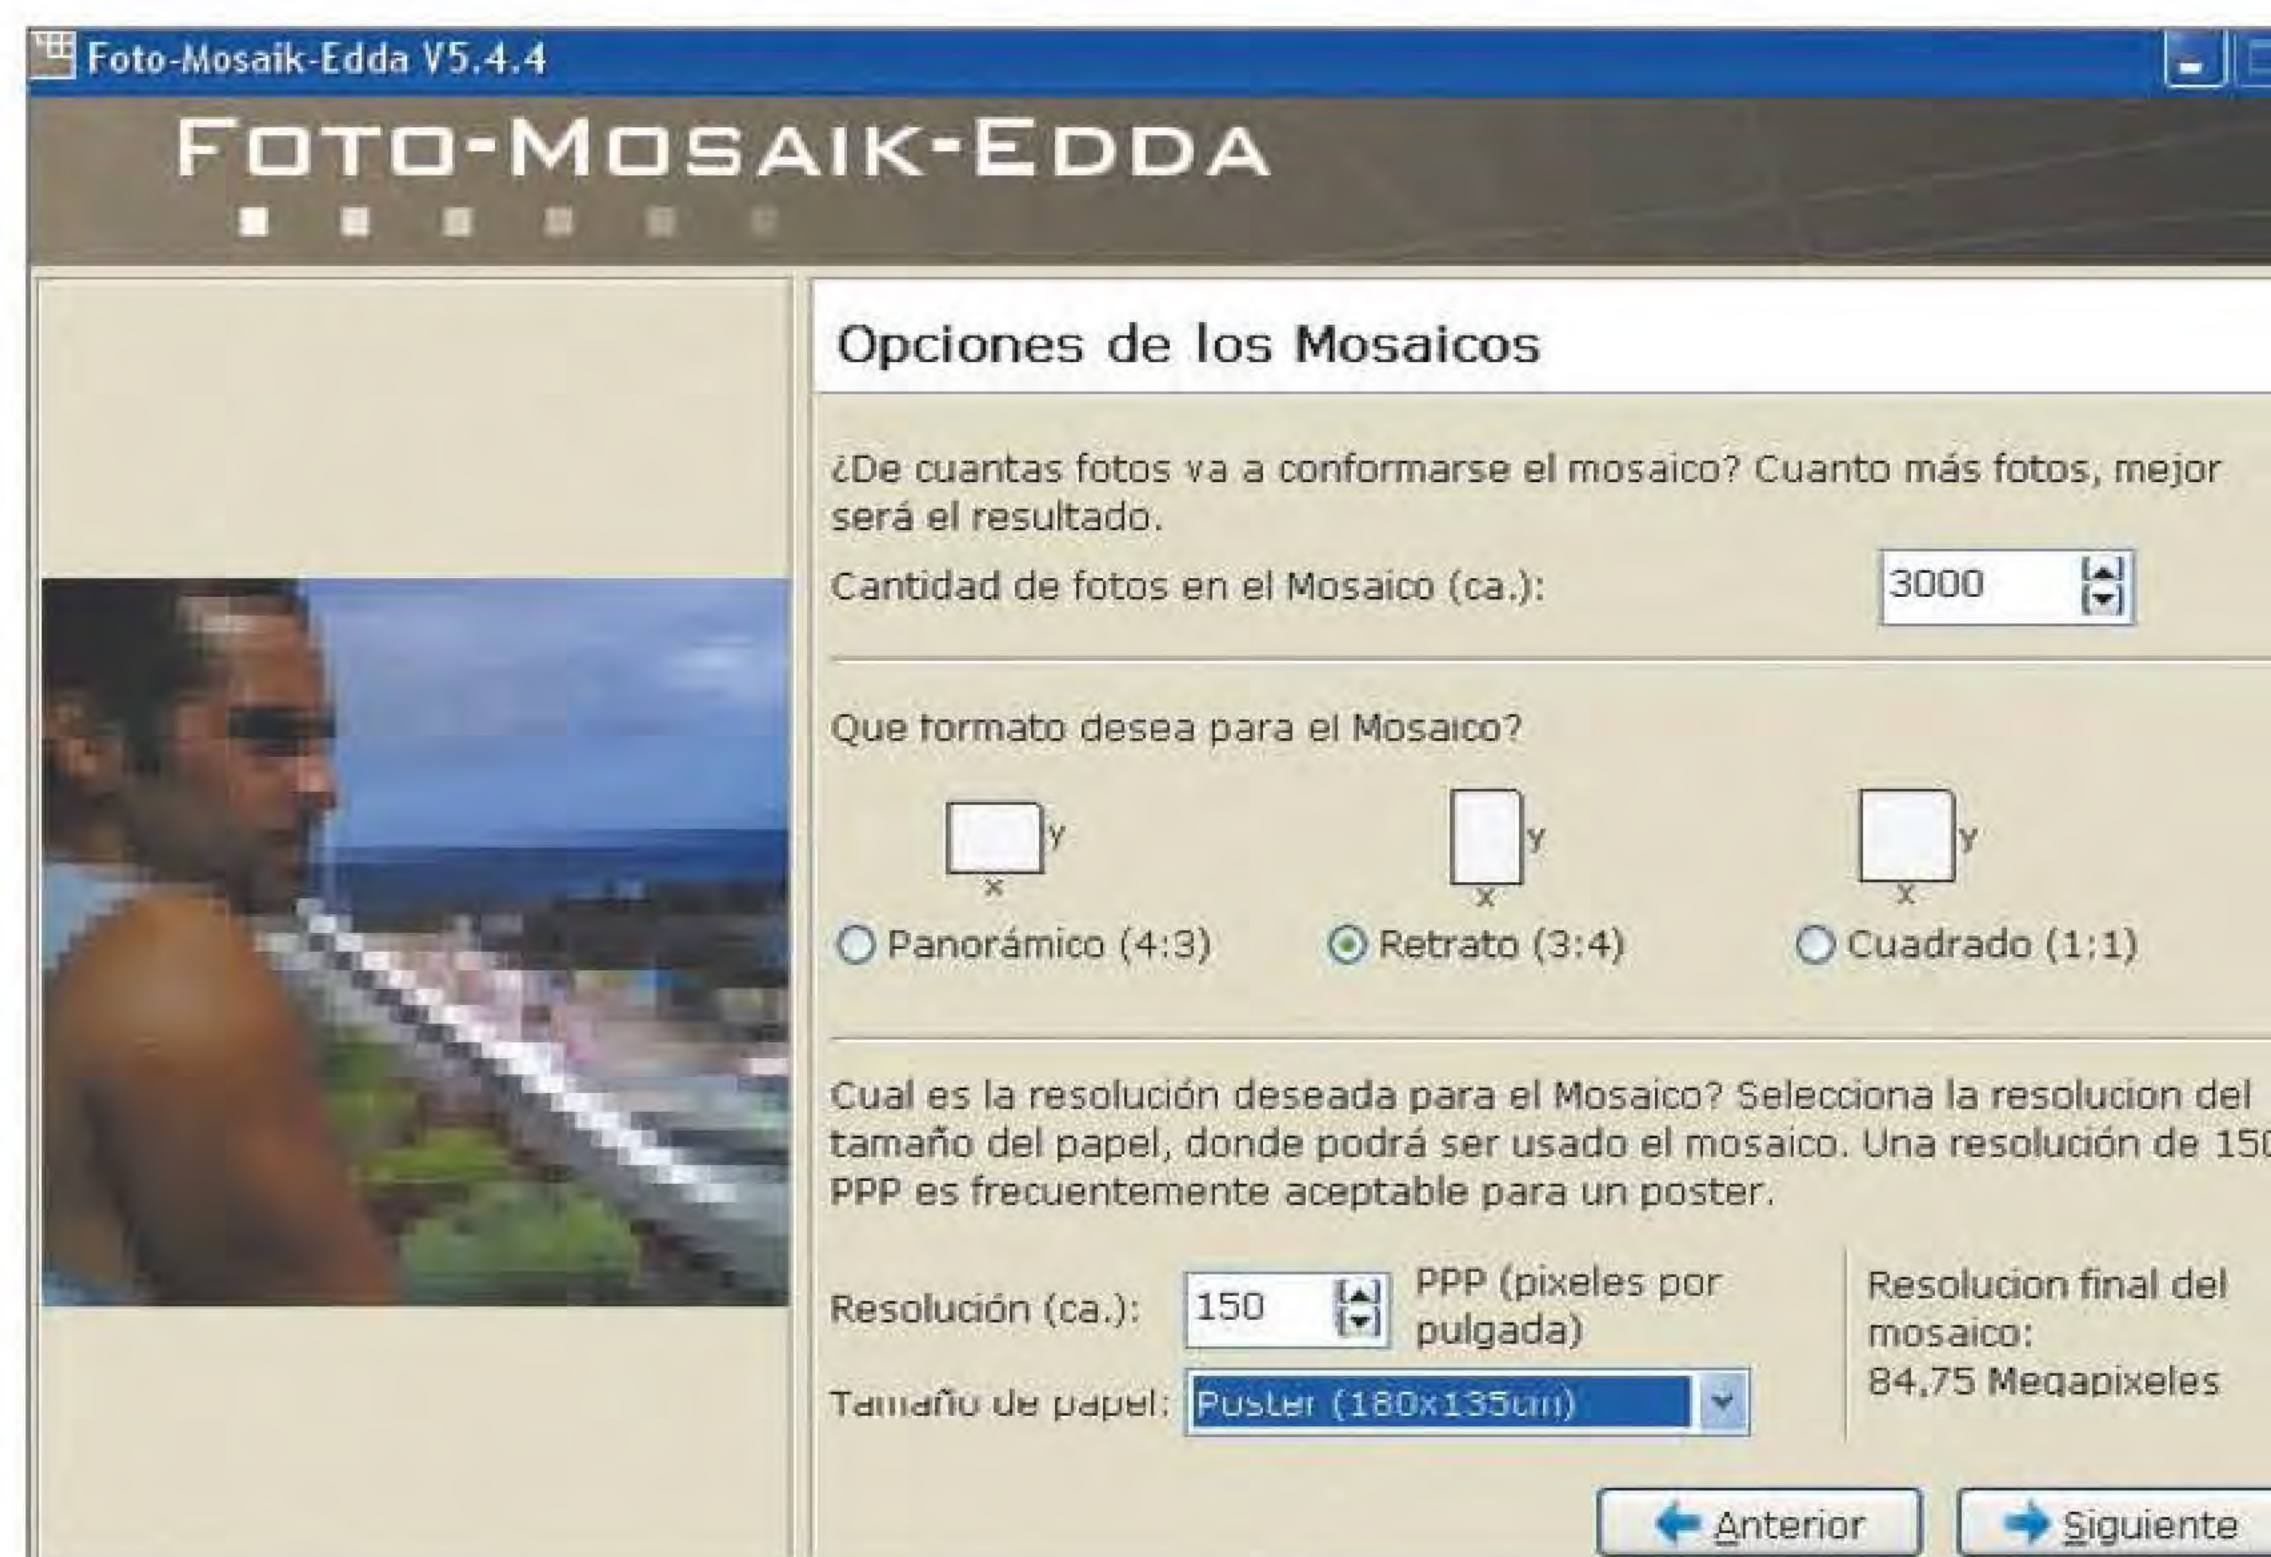 Foto-Mosaik-Edda V5.4.4
FOTO-MOSAIK-EDDA
Opciones de los Mosaicos
¿De cuantas fotos va a conformarse el mosaico? Cuanto más fotos, mejor
será el resultado.
Cantidad de fotos en el Mosaico (ca.):
3000
Que formato desea para el Mosaico?
y
x
y
x
y
x
Panorámico (4:3)
Retrato (3:4)
Cuadrado (1:1)
Cual es la resolución deseada para el Mosaico? Selecciona la resolucion del
tamaño del papel, donde podrá ser usado el mosaico. Una resolución de 150
PPP es frecuentemente aceptable para un poster.
Resolución (ca.):
150
PPP (pixeles por
pulgada)
Tamaño de papel:
Poster (180x135cm)
Resolucion final del
mosaico:
84,75 Megapixeles
Anterior
Siguiente